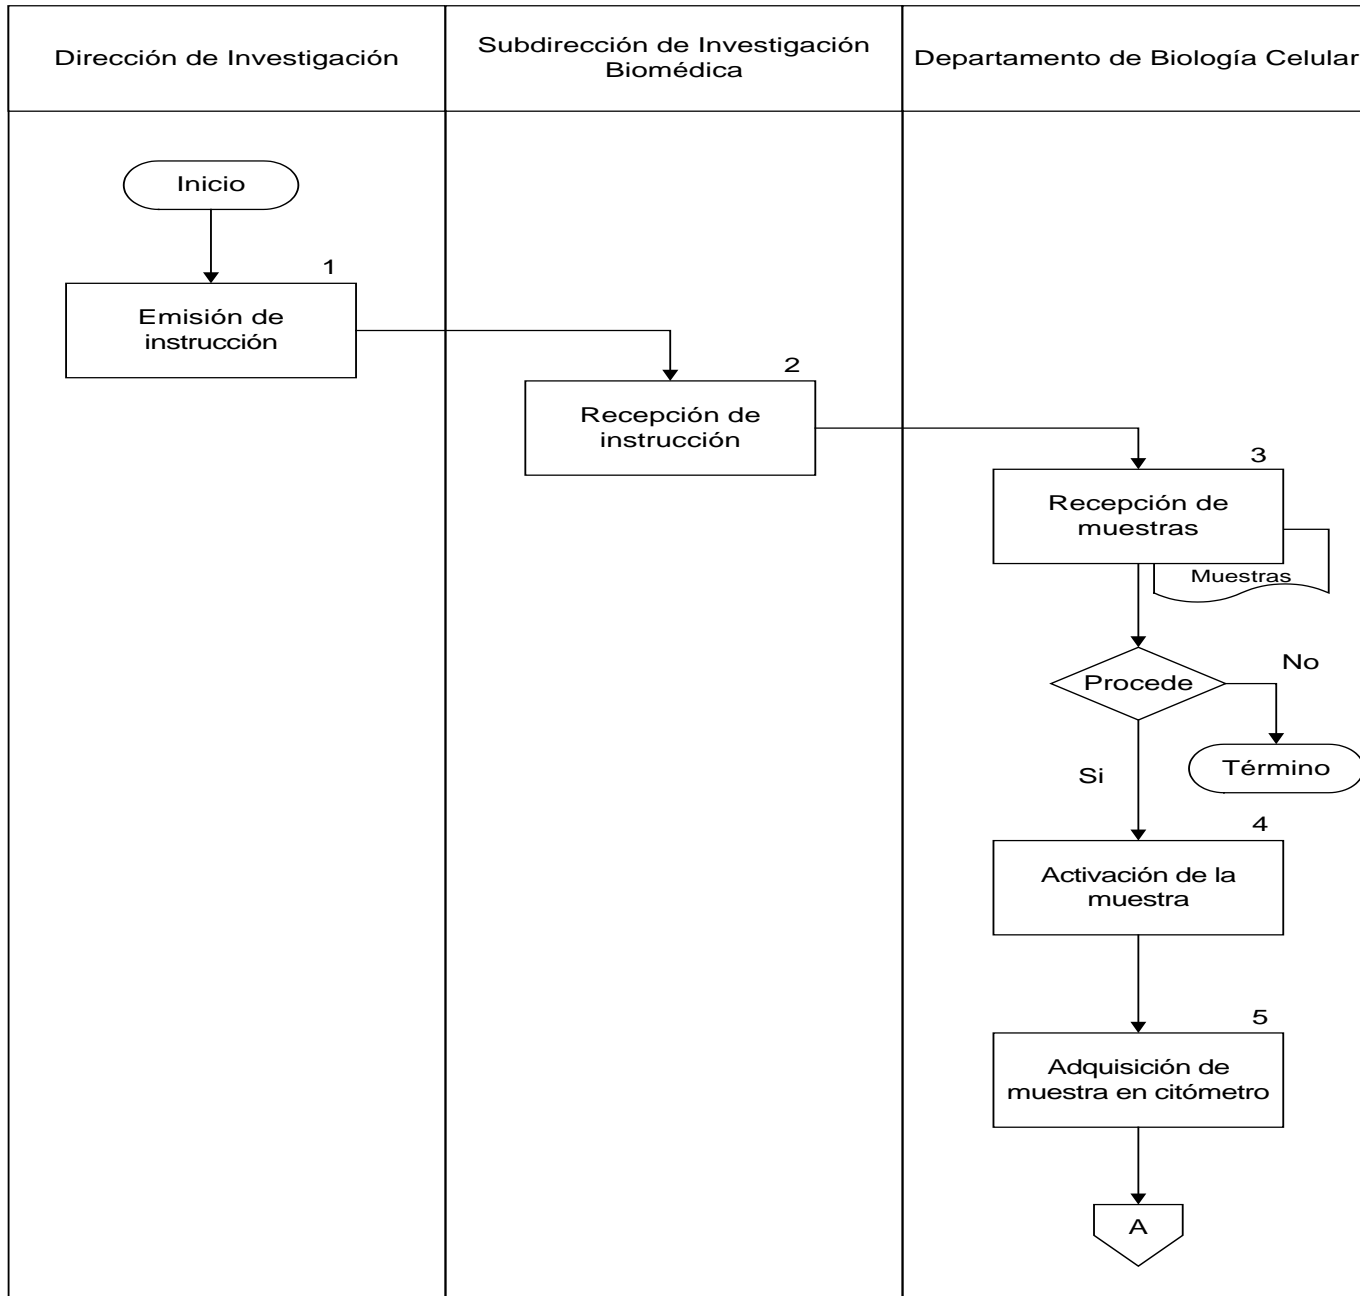 Dirección de Investigación
Subdirección de Investigación
Biomédica
Departamento de Biología Celular
Inicio
1
Emisión de
instrucción
2
Recepción de
instrucción
3
Recepción de
muestras
Muestras
Procede
No
Término
Si
4
Activación de la
muestra
5
Adquisición de
muestra en citómetro
A